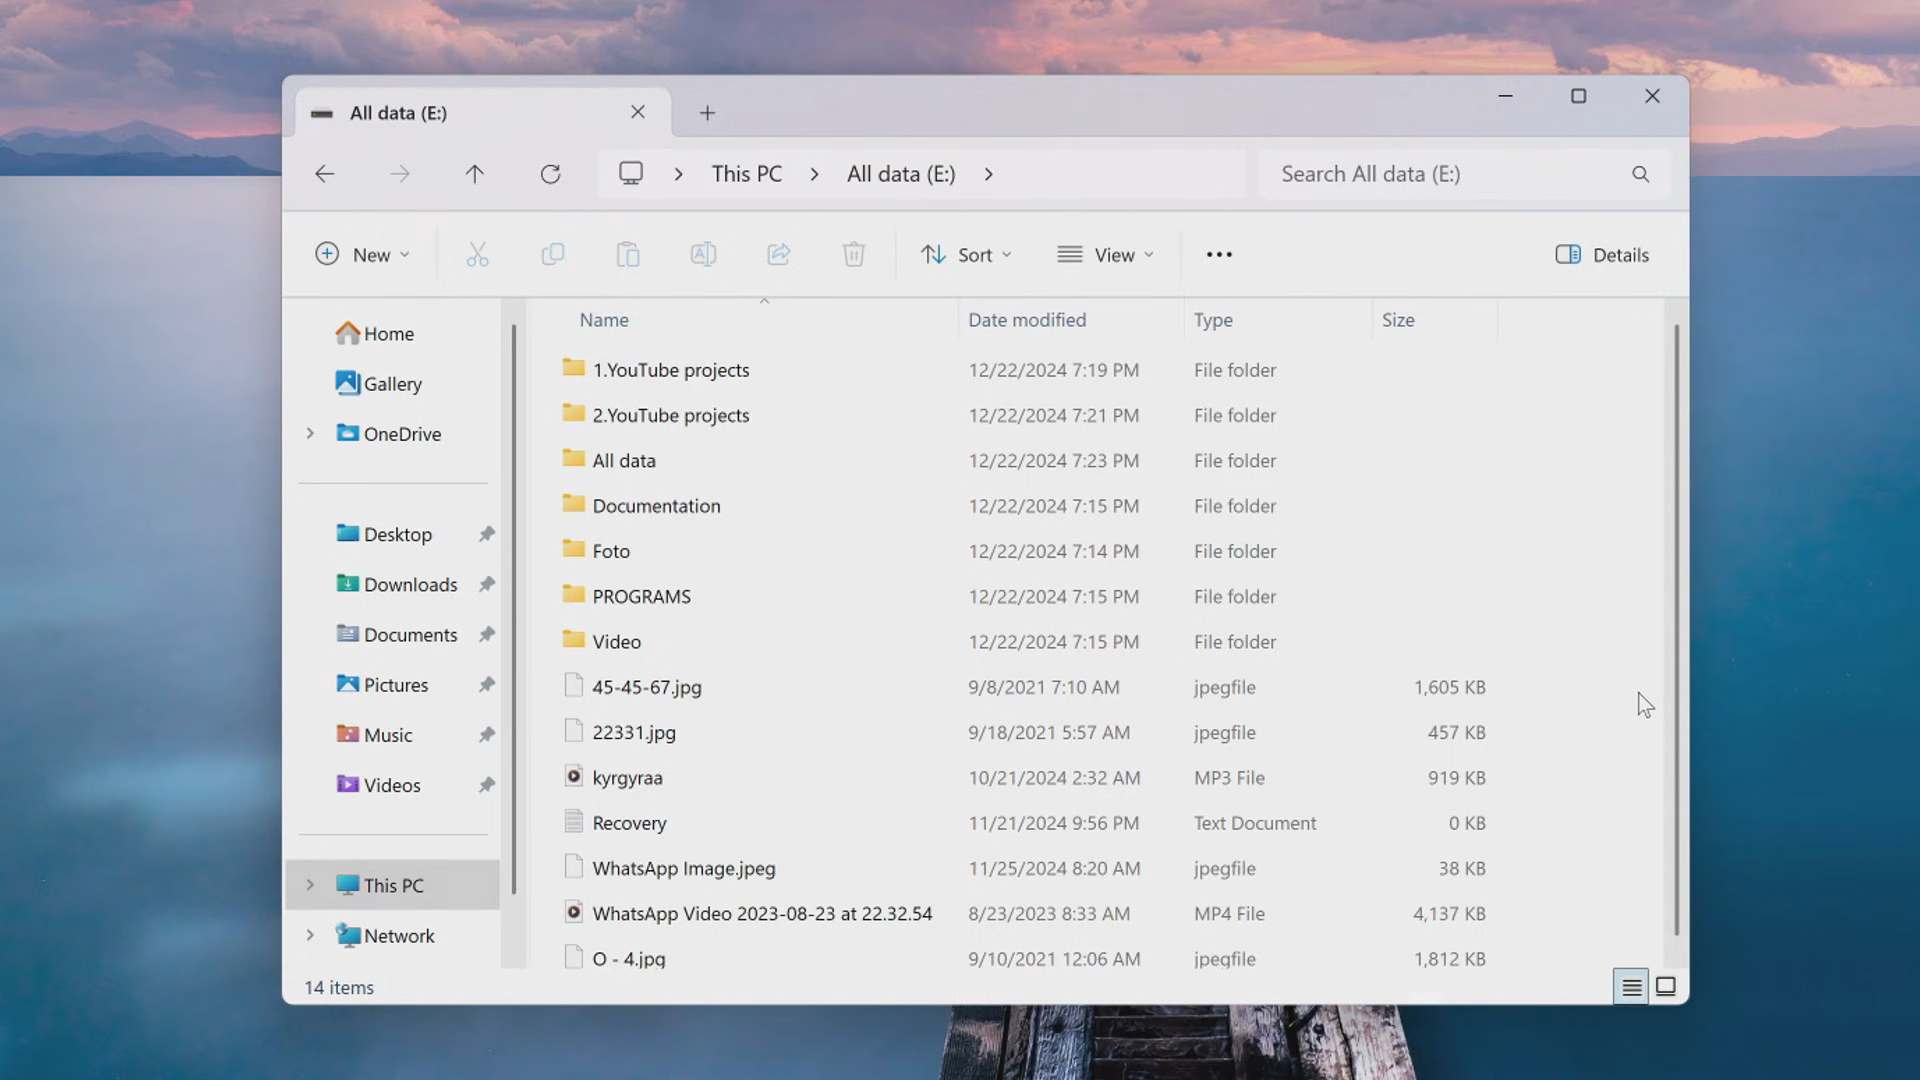 All data (E:)
This PC > All data (E:) >
Search All data (E:)
New
Sort
View
Details
Home
Gallery
OneDrive
Desktop
Downloads
Documents
Pictures
Music
Videos
This PC
Network
Name Date modified Type Size
1.YouTube projects 12/22/2024 7:19 PM File folder
2.YouTube projects 12/22/2024 7:21 PM File folder
All data 12/22/2024 7:23 PM File folder
Documentation 12/22/2024 7:15 PM File folder
Foto 12/22/2024 7:14 PM File folder
PROGRAMS 12/22/2024 7:15 PM File folder
Video 12/22/2024 7:15 PM File folder
45-45-67.jpg 9/8/2021 7:10 AM jpegfile 1,605 KB
22331.jpg 9/18/2021 5:57 AM jpegfile 457 KB
kyrgyraa 10/21/2024 2:32 AM MP3 File 919 KB
Recovery 11/21/2024 9:56 PM Text Document 0 KB
WhatsApp Image.jpeg 11/25/2024 8:20 AM jpegfile 38 KB
WhatsApp Video 2023-08-23 at 22.32.54 8/23/2023 8:33 AM MP4 File 4,137 KB
O - 4.jpg 9/10/2021 12:06 AM jpegfile 1,812 KB
14 items